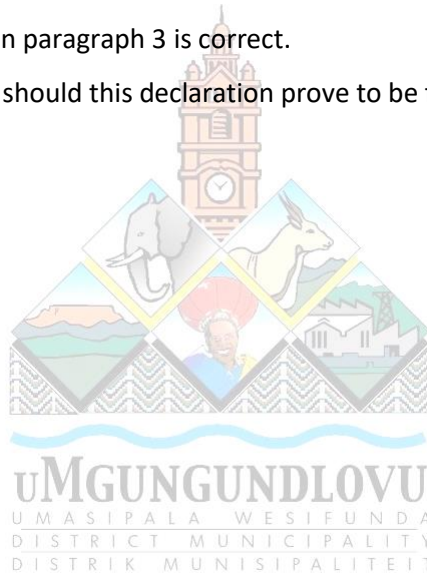 n paragraph 3 is correct.
should this declaration prove to be
uMGUNGUNDLOVU
UMASIPALA WESIFUNDA
DISTRICT MUNICIPALITY
DISTRIK MUNISIPALITEIT